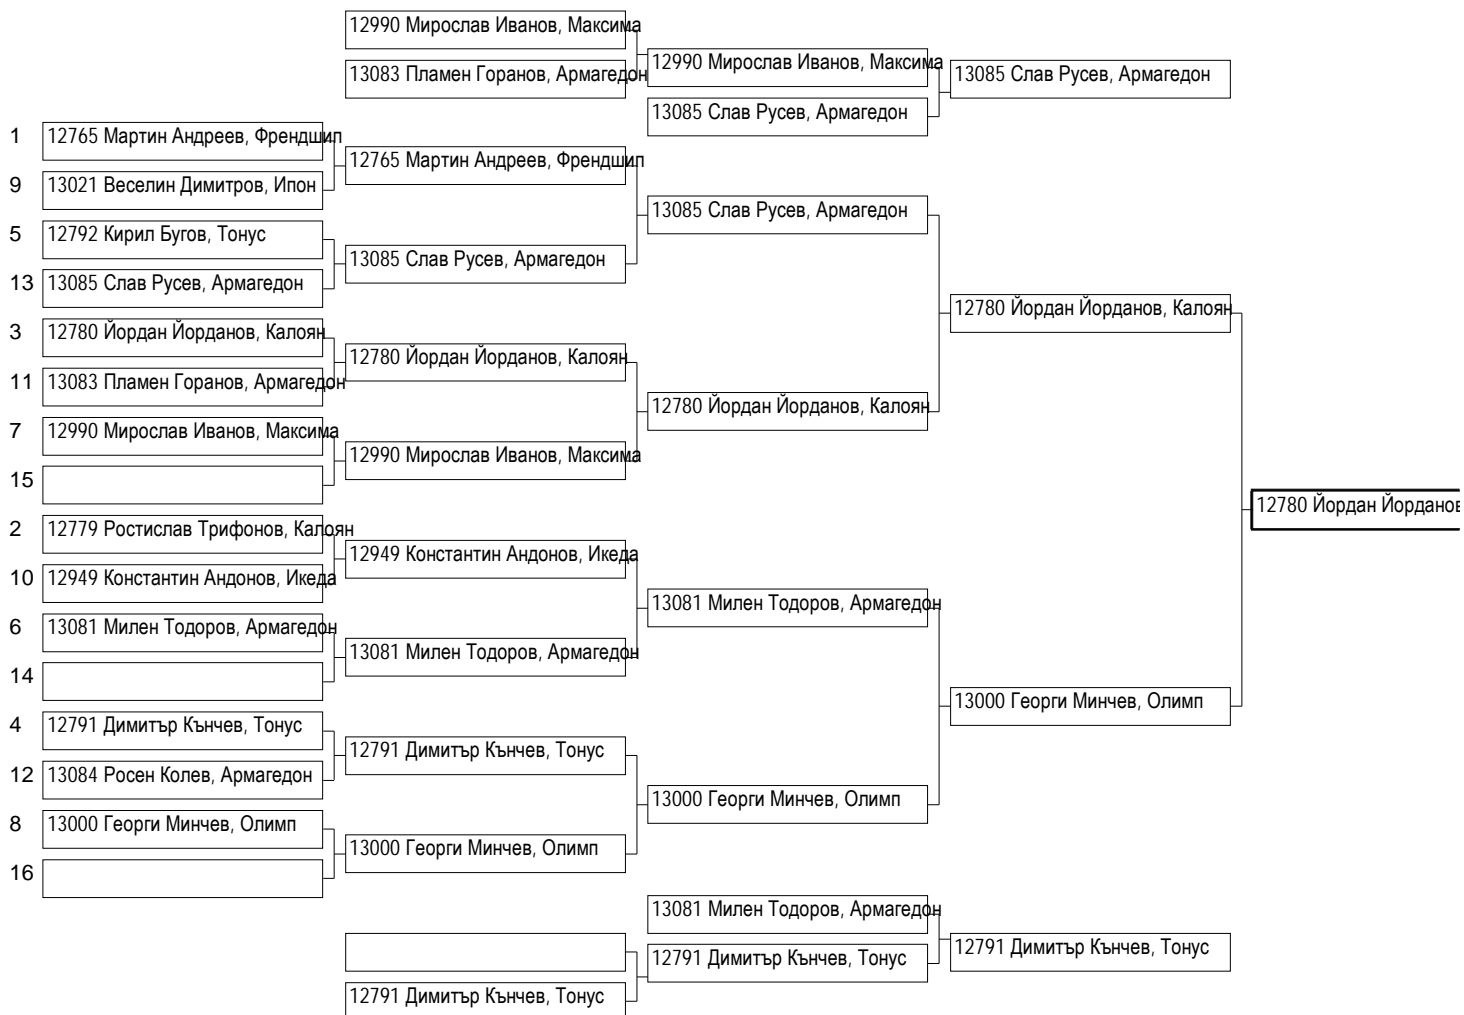 12990 Мирослав Иванов, Максима
13083 Пламен Горанов, Армагедон
12990 Мирослав Иванов, Максима
13085 Слав Русев, Армагедон
13085 Слав Русев, Армагедон
1 12765 Мартин Андреев, Френдшип
12765 Мартин Андреев, Френдшип
9 13021 Веселин Димитров, Ипон
13085 Слав Русев, Армагедон
5 12792 Кирил Бугов, Тонус
13085 Слав Русев, Армагедон
13 13085 Слав Русев, Армагедон
12780 Йордан Йорданов, Калоян
3 12780 Йордан Йорданов, Калоян
12780 Йордан Йорданов, Калоян
11 13083 Пламен Горанов, Армагедон
12780 Йордан Йорданов, Калоян
7 12990 Мирослав Иванов, Максима
12990 Мирослав Иванов, Максима
15
12780 Йордан Йорданов
2 12779 Ростислав Трифонов, Калоян
12949 Константин Андонов, Икеда
10 12949 Константин Андонов, Икеда
13081 Милен Тодоров, Армагедон
6 13081 Милен Тодоров, Армагедон
13081 Милен Тодоров, Армагедон
14
13000 Георги Минчев, Олимп
4 12791 Димитър Кънчев, Тонус
12791 Димитър Кънчев, Тонус
12 13084 Росен Колев, Армагедон
13000 Георги Минчев, Олимп
8 13000 Георги Минчев, Олимп
13000 Георги Минчев, Олимп
16
13081 Милен Тодоров, Армагедон
12791 Димитър Кънчев, Тонус
12791 Димитър Кънчев, Тонус
12791 Димитър Кънчев, Тонус